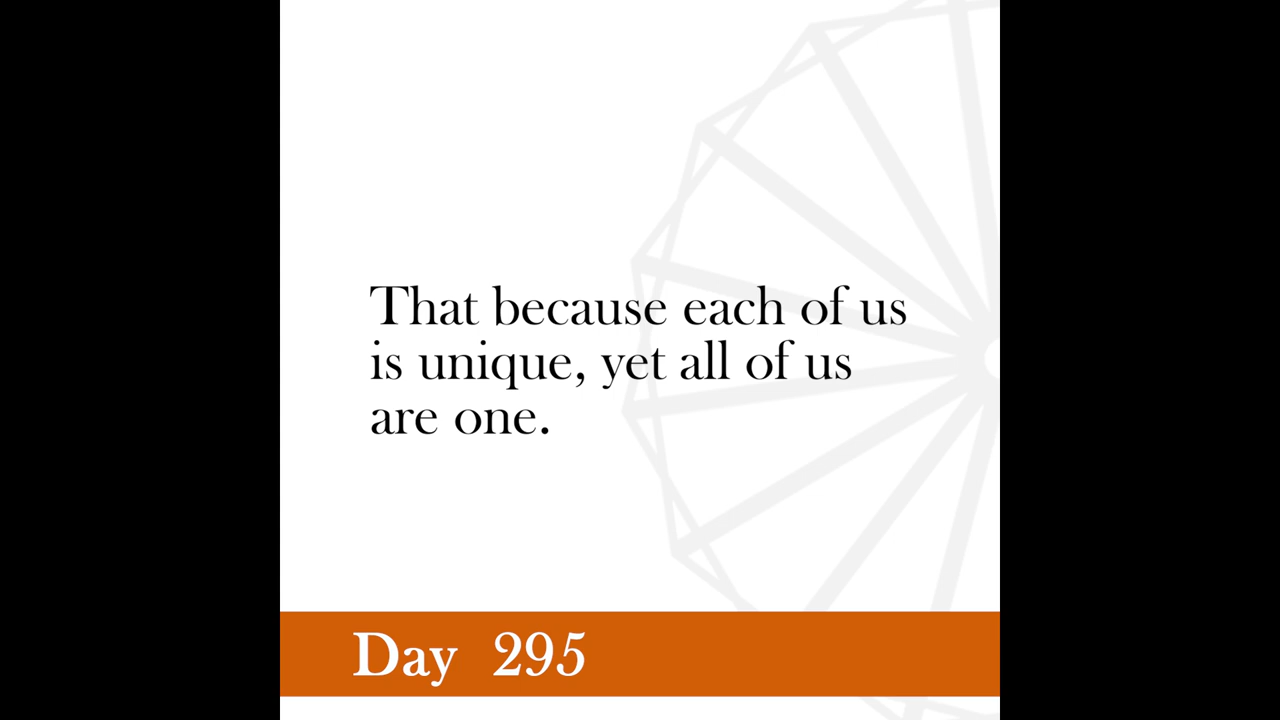 That because each of us
is unique, yet all of us
are one.
Day 295